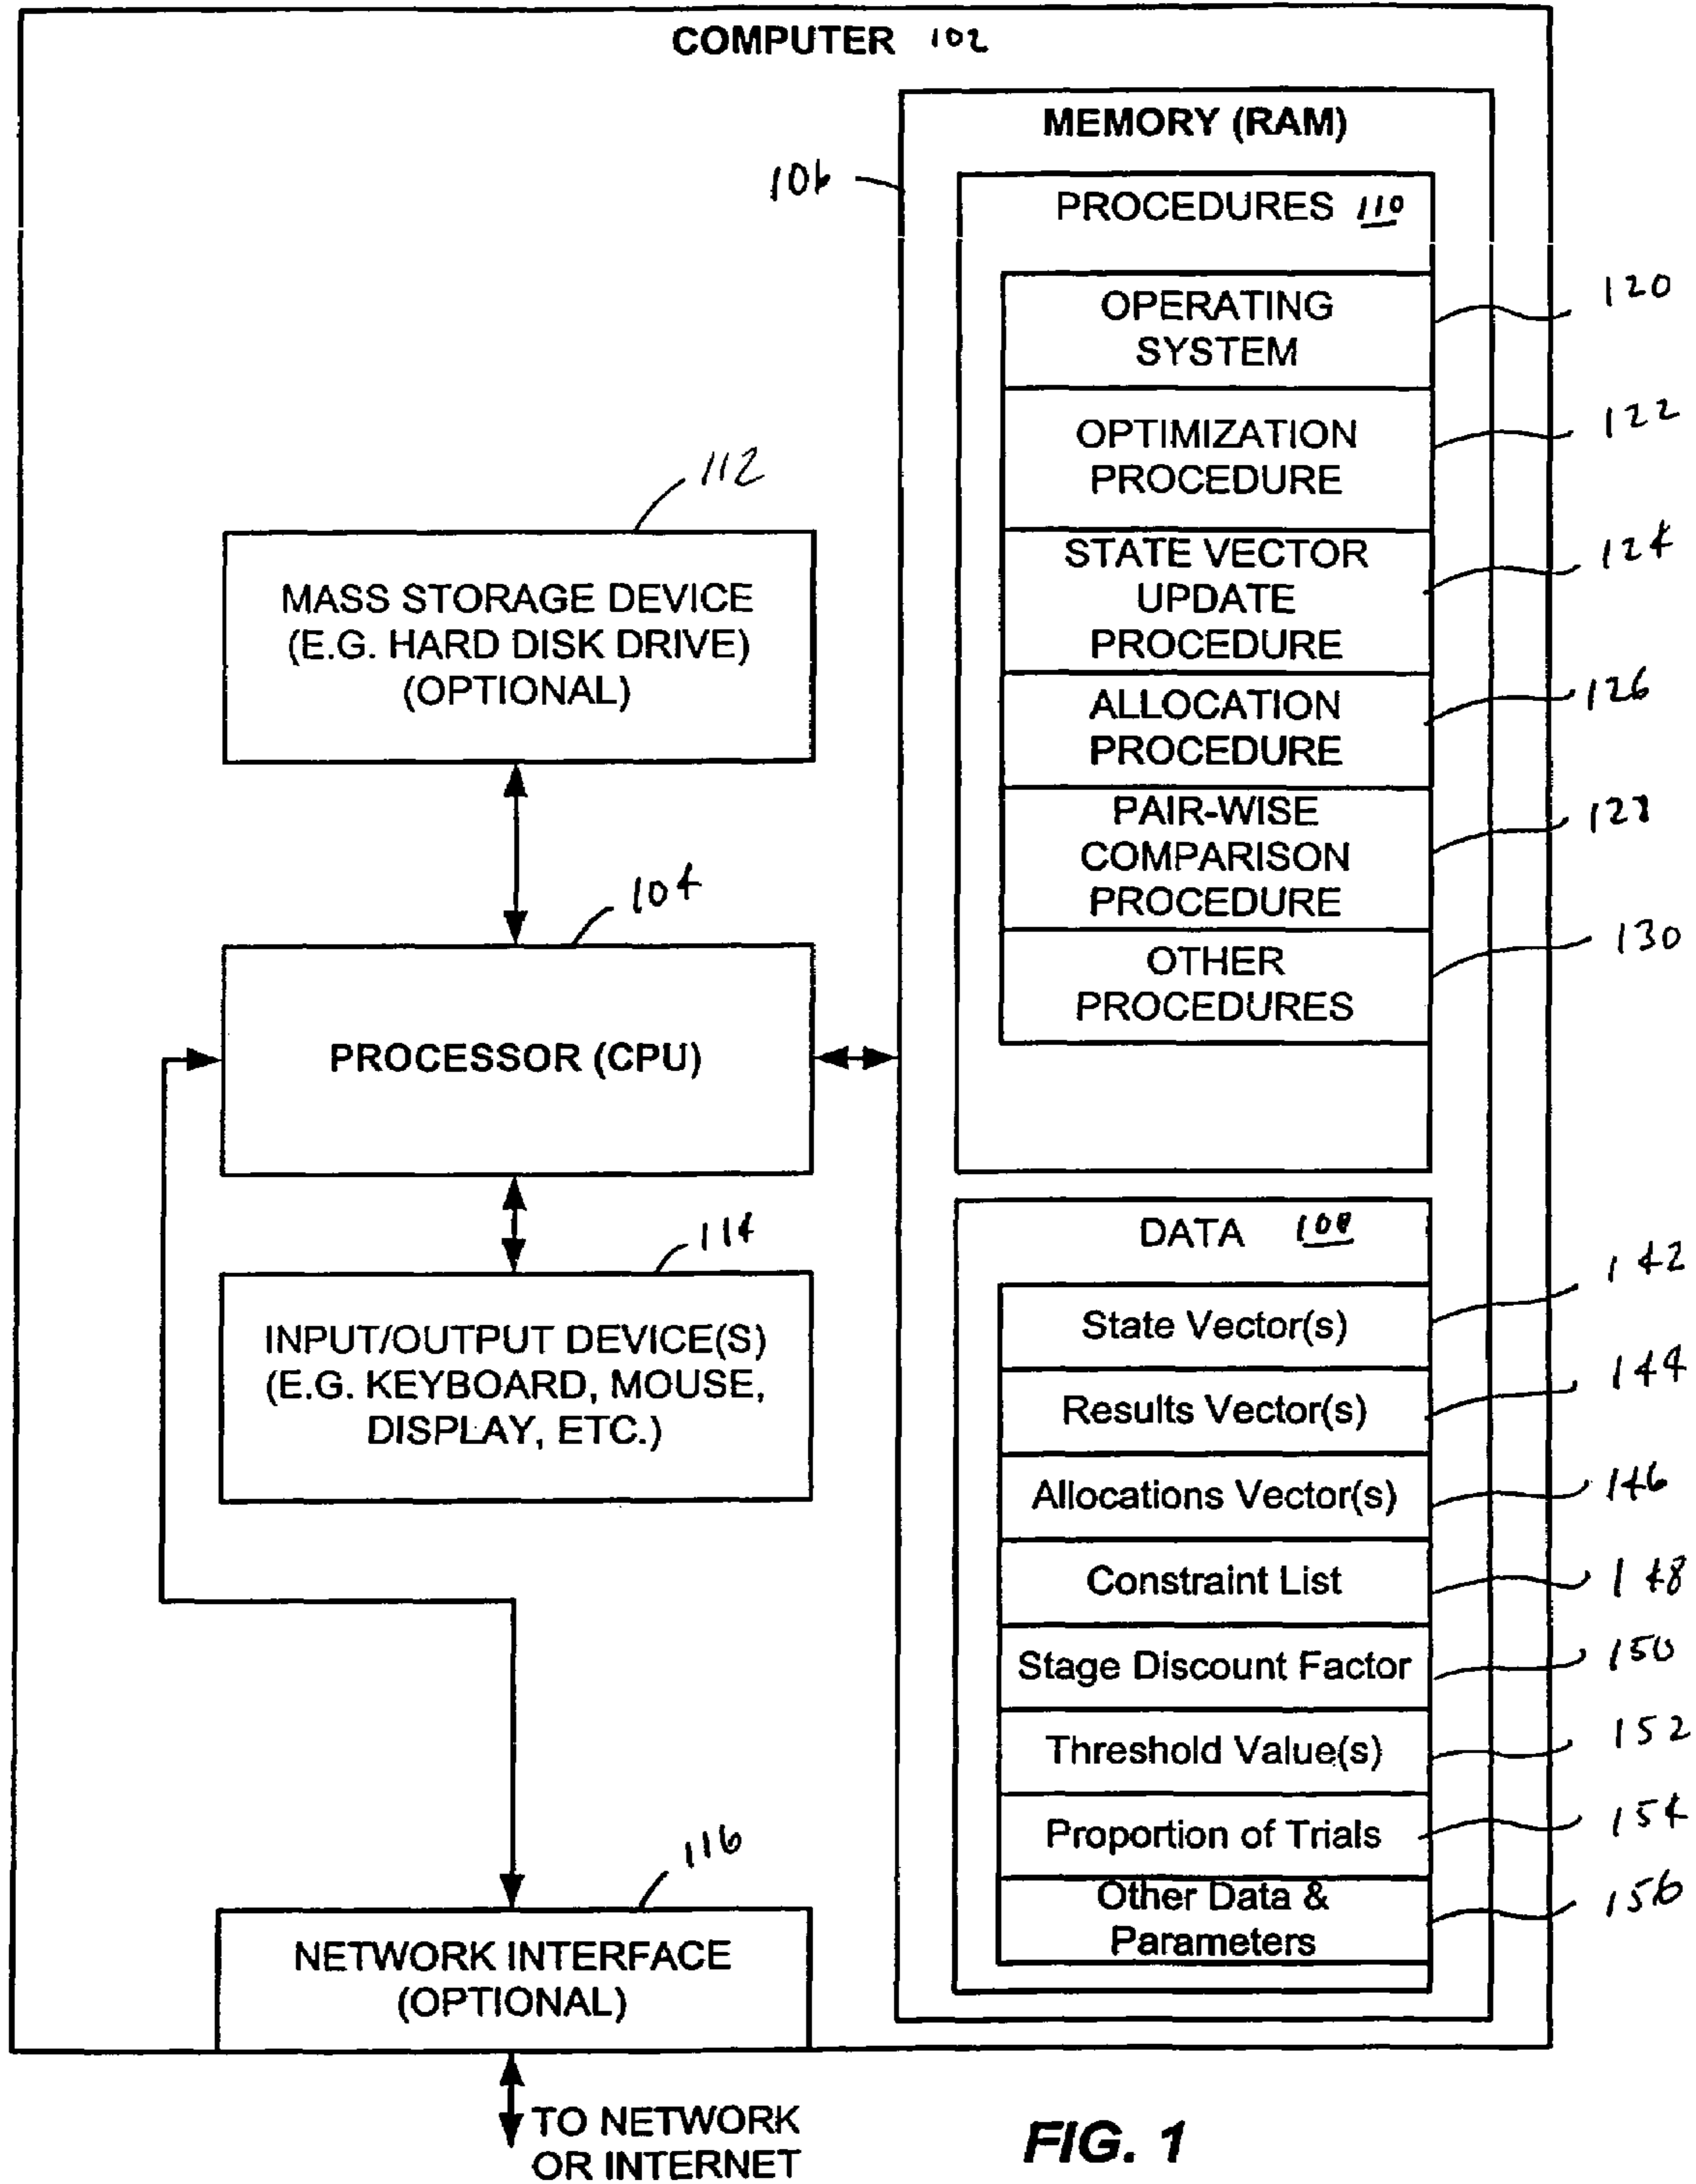 COMPUTER 102
MEMORY (RAM)
106
PROCEDURES 110
OPERATING
SYSTEM
120
OPTIMIZATION
PROCEDURE
122
STATE VECTOR
UPDATE
PROCEDURE
124
ALLOCATION
PROCEDURE
126
PAIR-WISE
COMPARISON
PROCEDURE
128
OTHER
PROCEDURES
130
112
MASS STORAGE DEVICE
(E.G. HARD DISK DRIVE)
(OPTIONAL)
104
PROCESSOR (CPU)
114
INPUT/OUTPUT DEVICE(S)
(E.G. KEYBOARD, MOUSE,
DISPLAY, ETC.)
DATA 108
State Vector(s)
142
Results Vector(s)
144
Allocations Vector(s)
146
Constraint List
148
Stage Discount Factor
150
Threshold Value(s)
152
Proportion of Trials
154
Other Data &
Parameters
156
116
NETWORK INTERFACE
(OPTIONAL)
TO NETWORK
OR INTERNET
FIG. 1